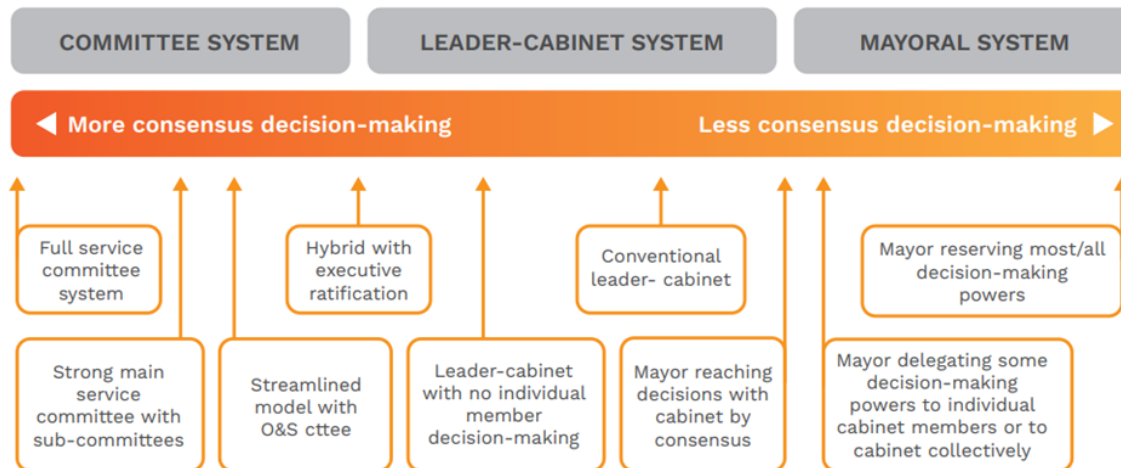 COMMITTEE SYSTEM
LEADER-CABINET SYSTEM
MAYORAL SYSTEM
More consensus decision-making
Less consensus decision-making
Full service
committee
system
Hybrid with
executive
ratification
Conventional
leader- cabinet
Mayor reserving most/all
decision-making
powers
Strong main
service
committee with
sub-committees
Streamlined
model with
O&S cttee
Leader-cabinet
with no individual
member
decision-making
Mayor reaching
decisions with
cabinet by
consensus
Mayor delegating some
decision-making
powers to individual
cabinet members or to
cabinet collectively